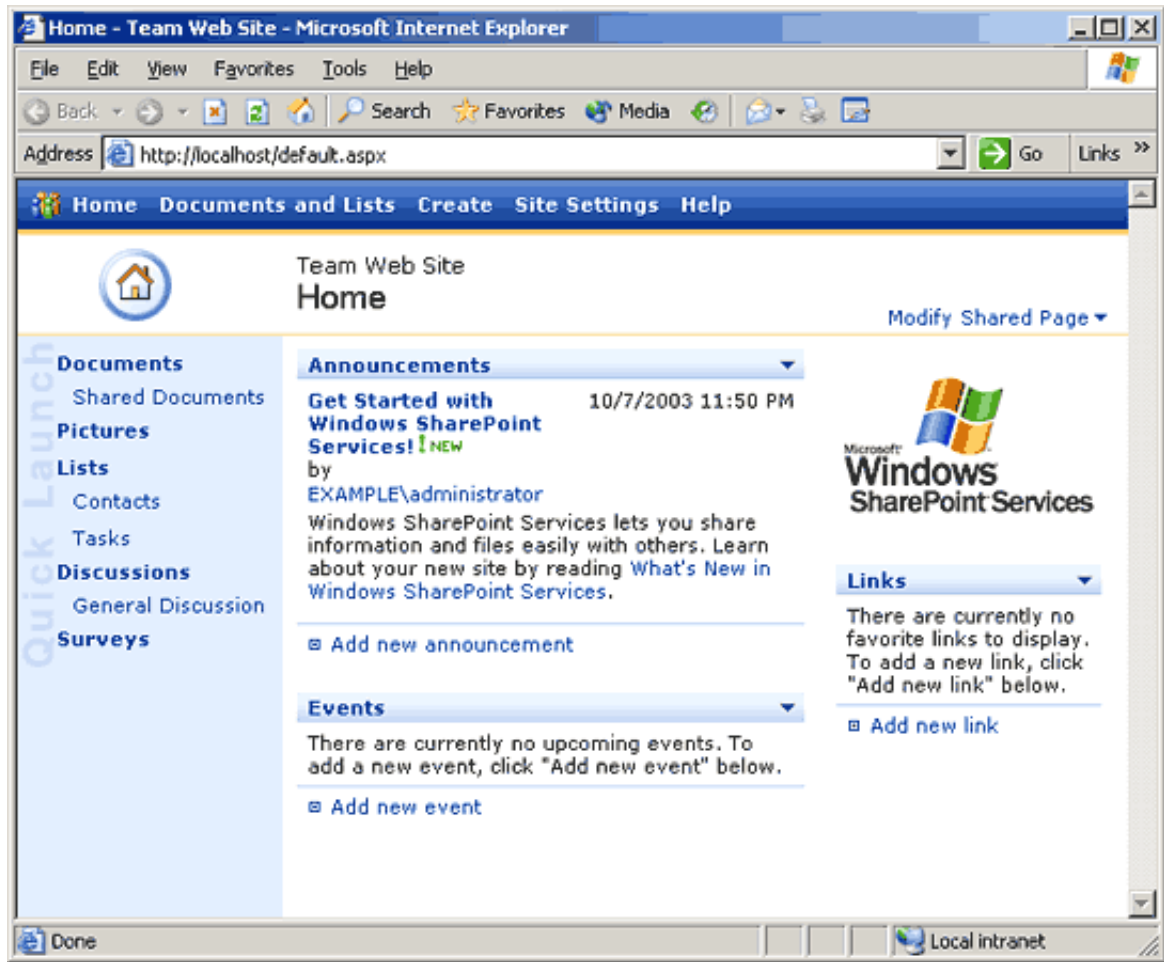 Home - Team Web Site - Microsoft Internet Explorer
File Edit View Favorites Tools Help
Back Search Favorites Media
Address http://localhost/default.aspx Go Links »
Home Documents and Lists Create Site Settings Help
Team Web Site
Home
Modify Shared Page
Quick Launch
Documents
Shared Documents
Pictures
Lists
Contacts
Tasks
Discussions
General Discussion
Surveys
Announcements
Get Started with 10/7/2003 11:50 PM
Windows SharePoint
Services! ! NEW
by
EXAMPLE\administrator
Windows SharePoint Services lets you share
information and files easily with others. Learn
about your new site by reading What's New in
Windows SharePoint Services.
Add new announcement
Events
There are currently no upcoming events. To
add a new event, click "Add new event" below.
Add new event
Microsoft
Windows
SharePoint Services
Links
There are currently no
favorite links to display.
To add a new link, click
"Add new link" below.
Add new link
Done Local intranet